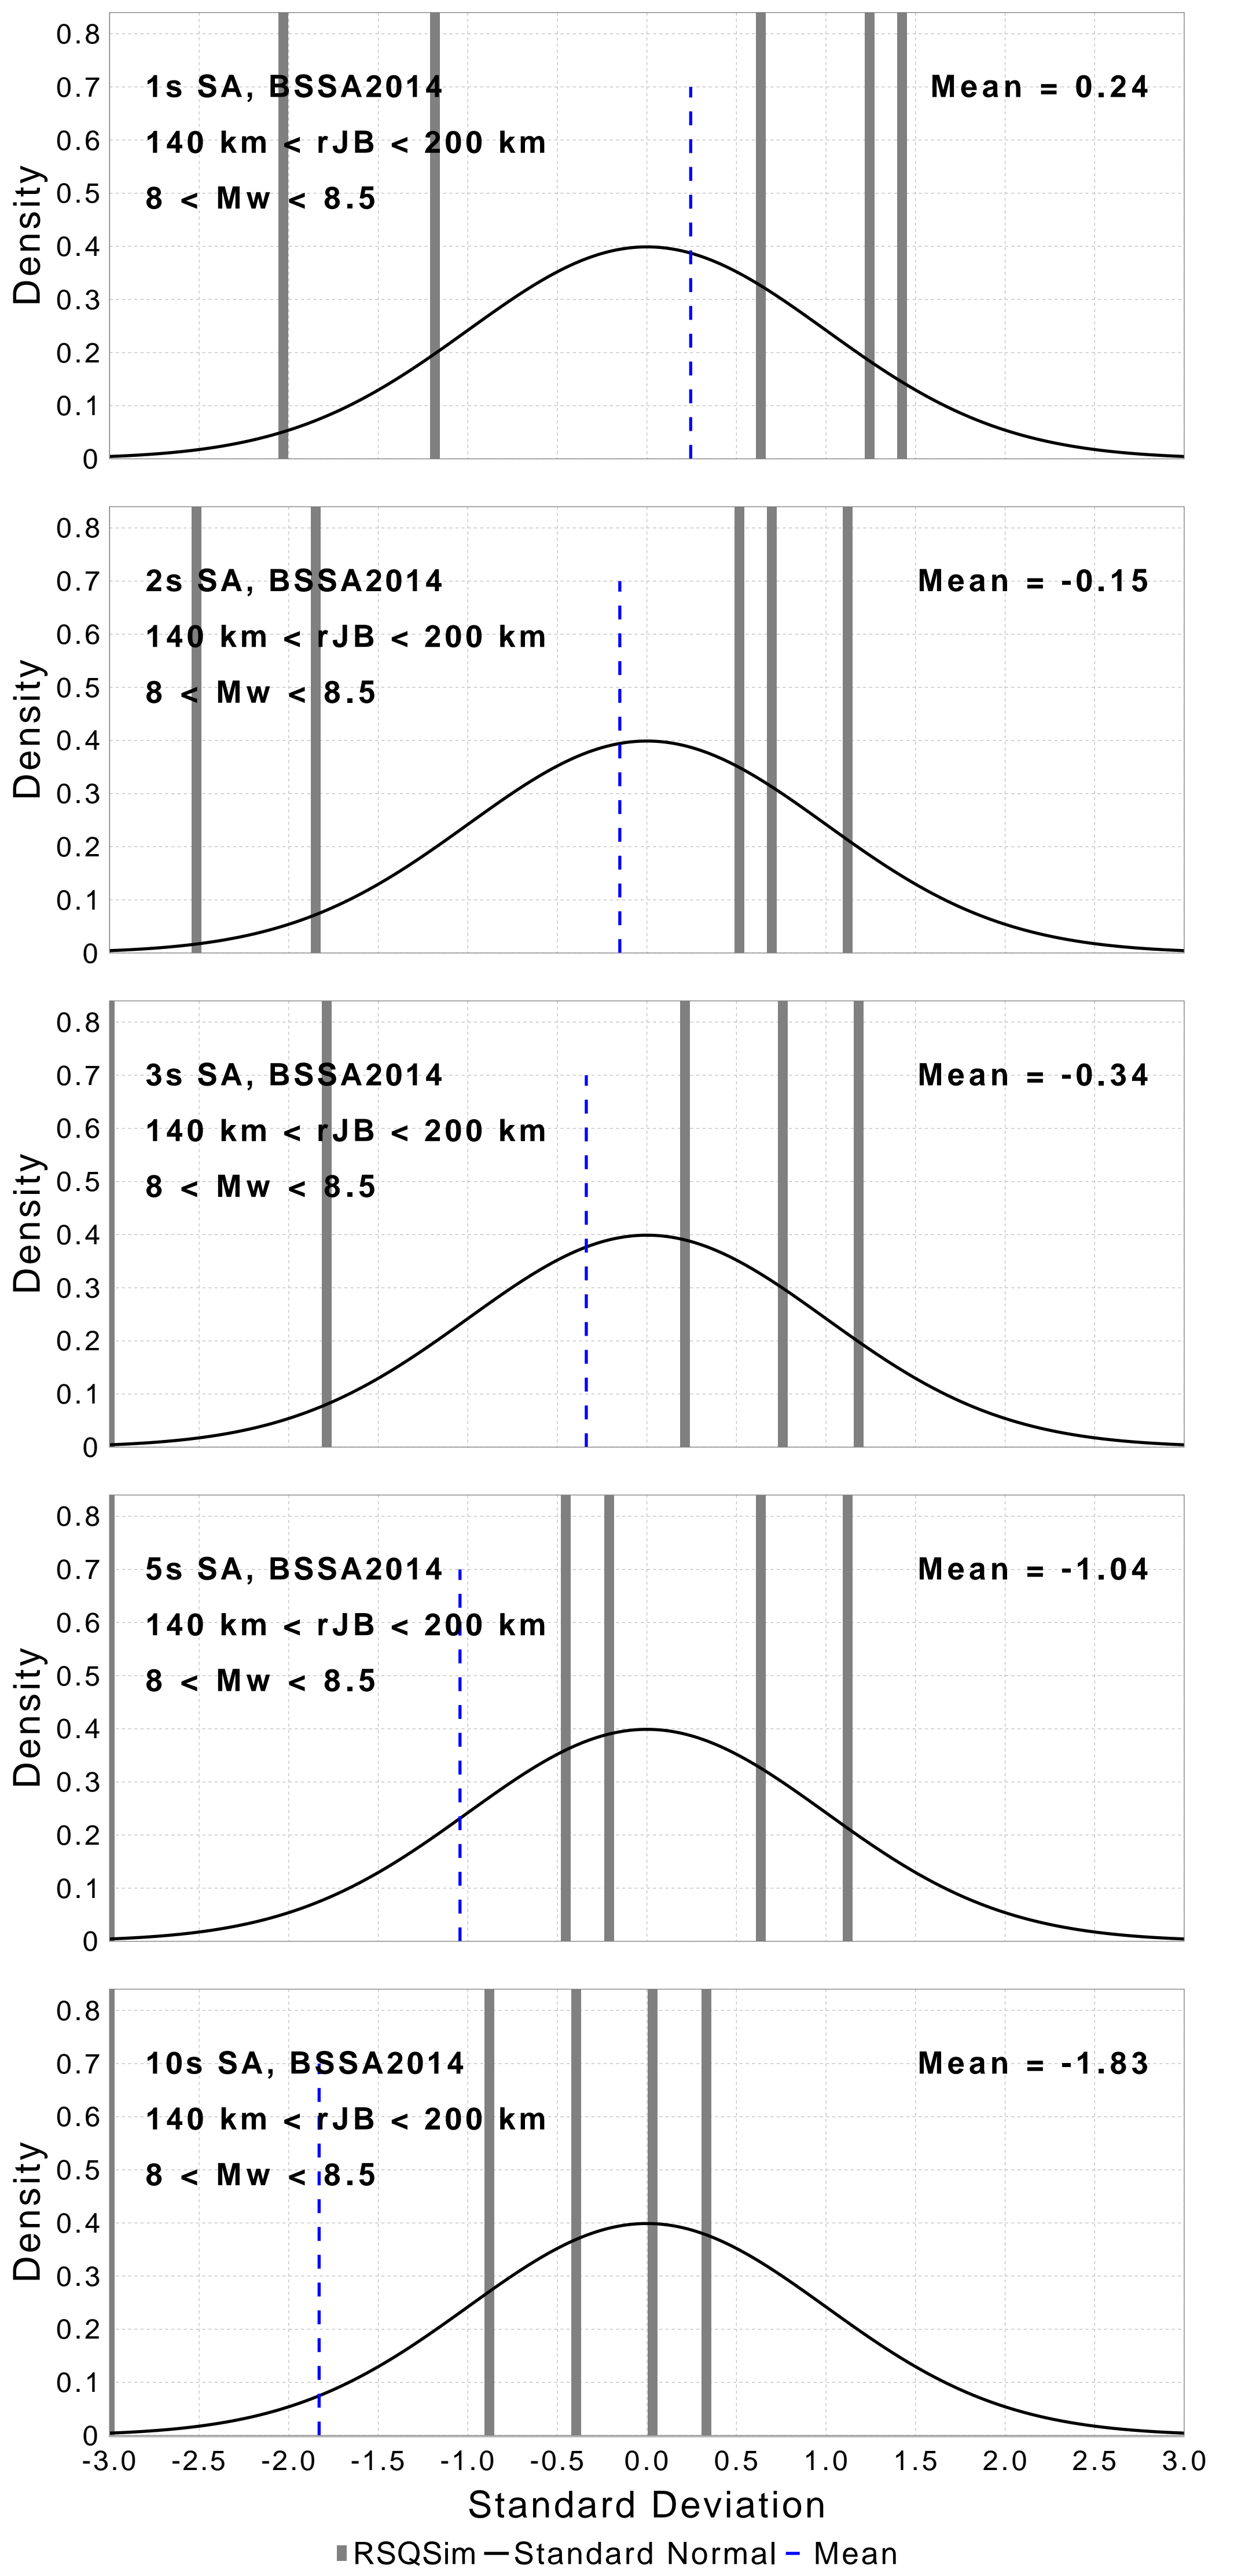 0.8
0.7
0.6
0.5
0.4
0.3
0.2
0.1
0
Density
1s SA, BSSA2014
Mean = 0.24
140 km < rJB < 200 km
8 < Mw < 8.5
0.8
0.7
0.6
0.5
0.4
0.3
0.2
0.1
0
Density
2s SA, BSSA2014
Mean = -0.15
140 km < rJB < 200 km
8 < Mw < 8.5
0.8
0.7
0.6
0.5
0.4
0.3
0.2
0.1
0
Density
3s SA, BSSA2014
Mean = -0.34
140 km < rJB < 200 km
8 < Mw < 8.5
0.8
0.7
0.6
0.5
0.4
0.3
0.2
0.1
0
Density
5s SA, BSSA2014
Mean = -1.04
140 km < rJB < 200 km
8 < Mw < 8.5
0.8
0.7
0.6
0.5
0.4
0.3
0.2
0.1
0
Density
10s SA, BSSA2014
Mean = -1.83
140 km < rJB < 200 km
8 < Mw < 8.5
-3.0 -2.5 -2.0 -1.5 -1.0 -0.5 0.0 0.5 1.0 1.5 2.0 2.5 3.0
Standard Deviation
RSQSim Standard Normal Mean